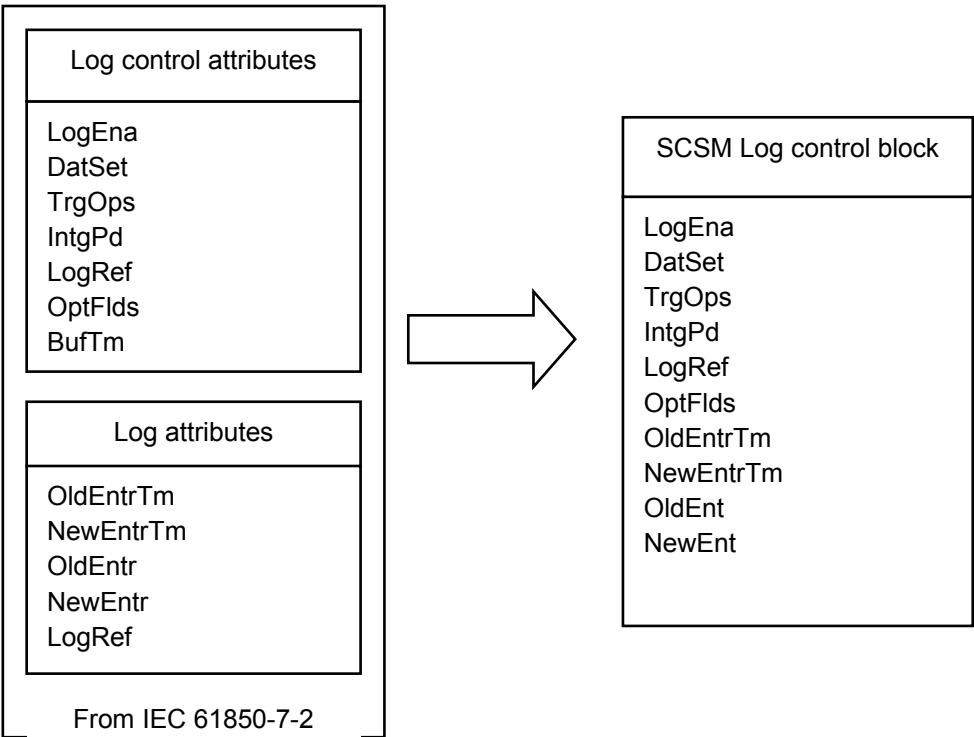 Log control attributes
LogEna
DatSet
TrgOps
IntgPd
LogRef
OptFlds
BufTm
Log attributes
OldEntrTm
NewEntrTm
OldEntr
NewEntr
LogRef
From IEC 61850-7-2
SCSM Log control block
LogEna
DatSet
TrgOps
IntgPd
LogRef
OptFlds
OldEntrTm
NewEntrTm
OldEnt
NewEnt